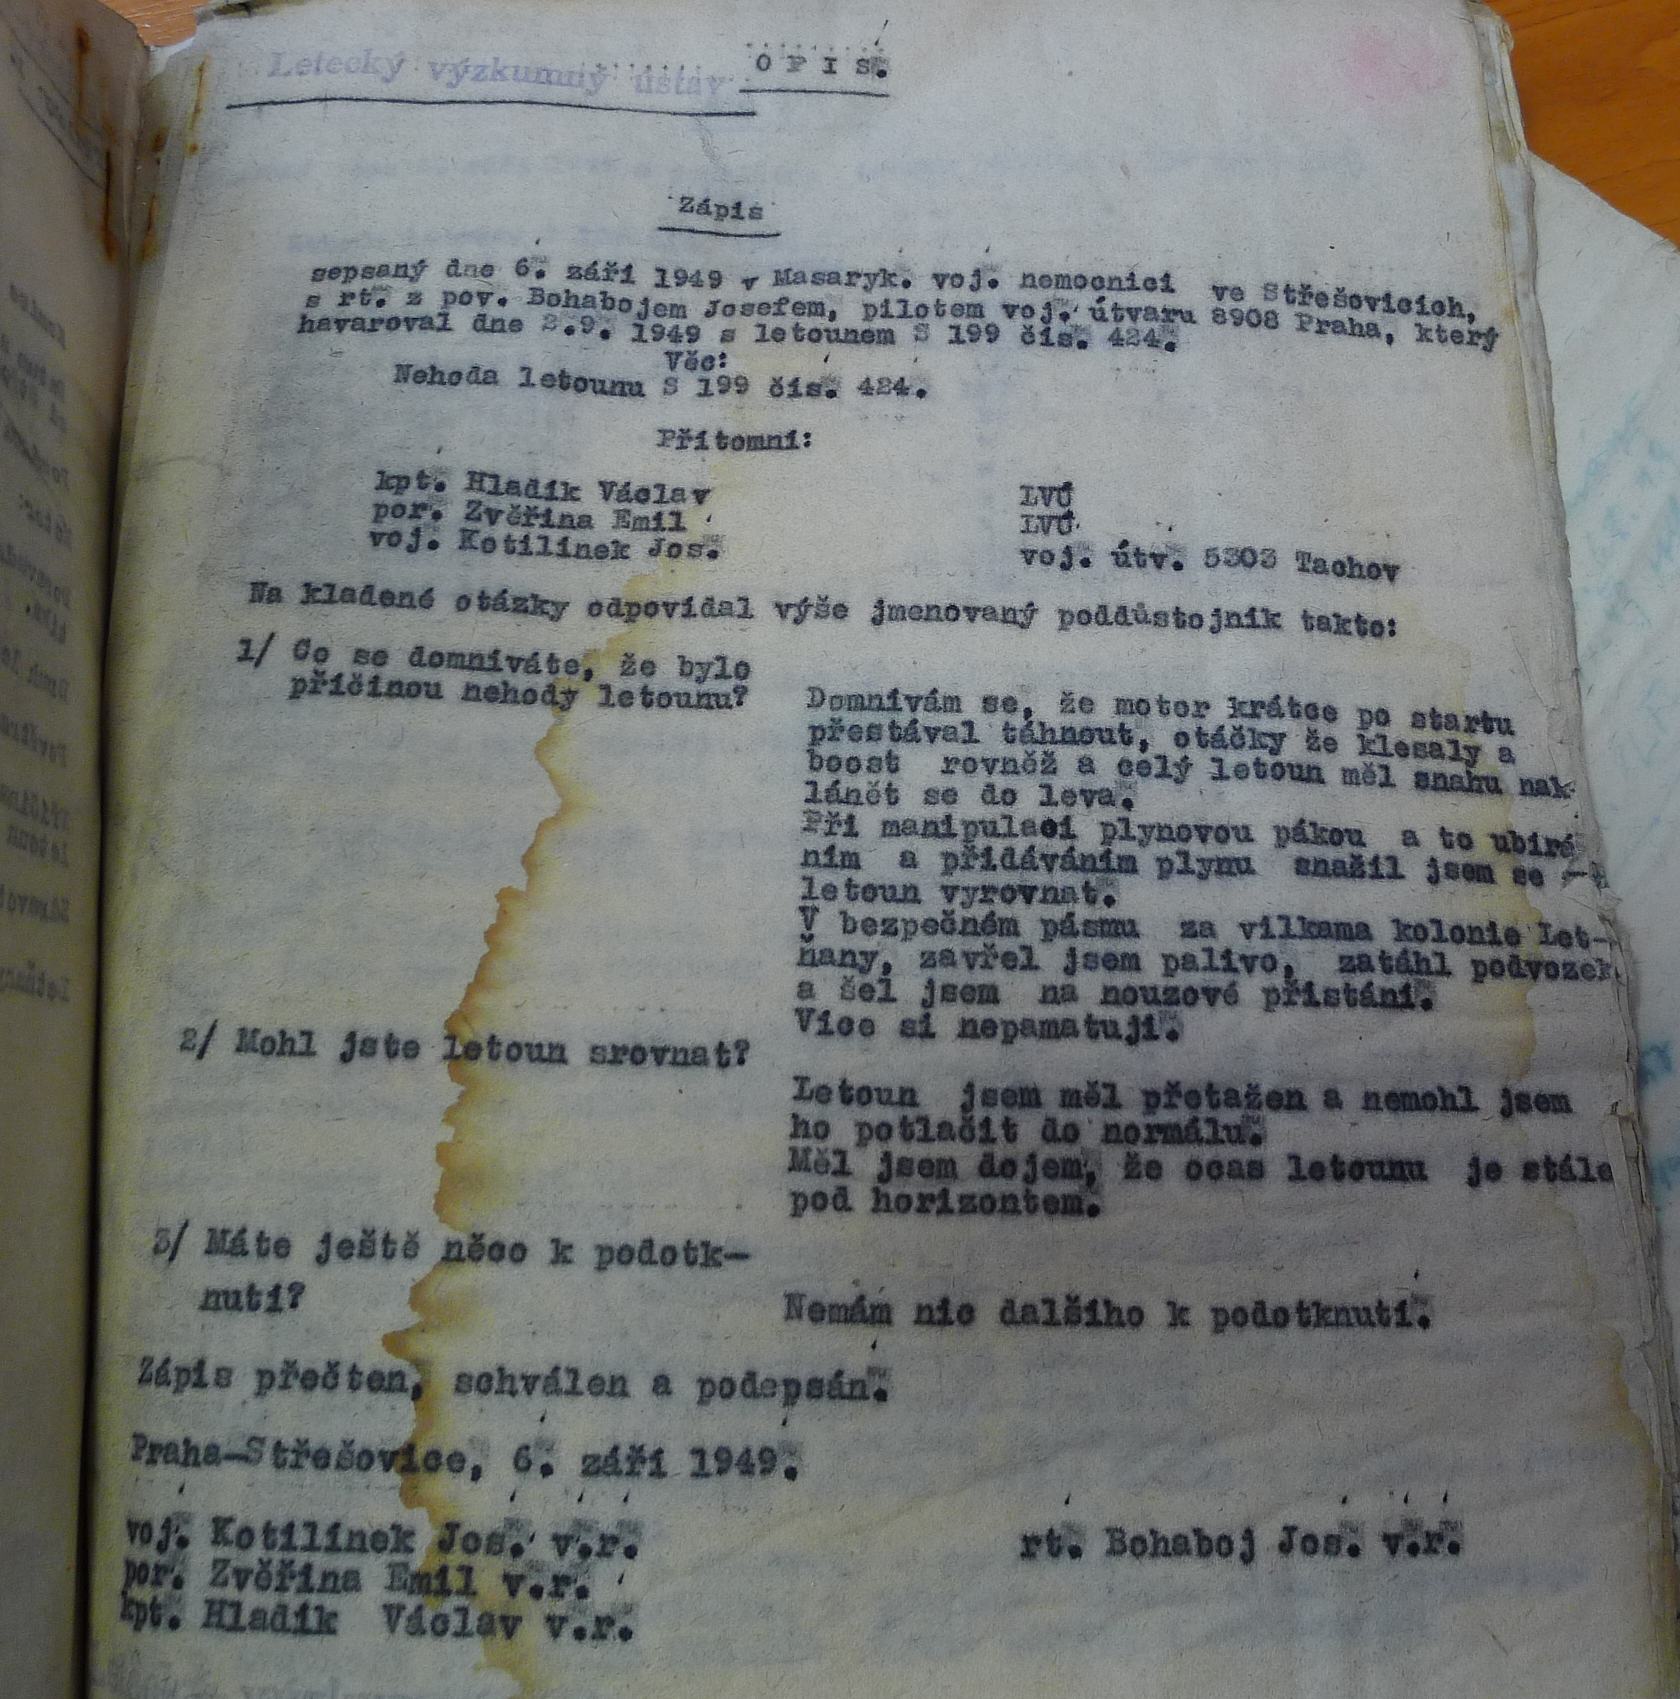 Letecký výzkumný ústav
O P I S.
Zápis
sepsaný dne 6. září 1949 v Masaryk. voj. nemocnici ve Střešovicích,
s rt. z pov. Bohabojem Josefem, pilotem voj. útvaru 8908 Praha, který
havaroval dne 2.9. 1949 s letounem S 199 čís. 424.
Věc:
Nehoda letounu S 199 čís. 424.
Přítomni:
kpt. Hladík Václav LVÚ
por. Zvěřina Emil LVÚ
voj. Kotilínek Jos. voj. útv. 5303 Tachov
Na kladené otázky odpovídal výše jmenovaný poddůstojník takto:
1/ Co se domníváte, že bylo
příčinou nehody letounu?
Domnívám se, že motor krátce po startu
přestával táhnout, otáčky že klesaly a
boost rovněž a celý letoun měl snahu nak-
lánět se do leva.
Při manipulaci plynovou pákou a to ubírá
ním a přidáváním plynu snažil jsem se
letoun vyrovnat.
V bezpečném pásmu za vilkama kolonie Let-
ňany, zavřel jsem palivo, zatáhl podvozek
a šel jsem na nouzové přistání.
Více si nepamatuji.
2/ Mohl jste letoun srovnat?
Letoun jsem měl přetažen a nemohl jsem
ho potlačit do normálu.
Měl jsem dojem, že ocas letounu je stále
pod horizontem.
3/ Máte ještě něco k podotk-
nutí?
Nemám nic dalšího k podotknutí.
Zápis přečten, schválen a podepsán.
Praha-Střešovice, 6. září 1949.
voj. Kotilínek Jos. v.r. rt. Bohaboj Jos. v.r.
por. Zvěřina Emil v.r.
kpt. Hladík Václav v.r.